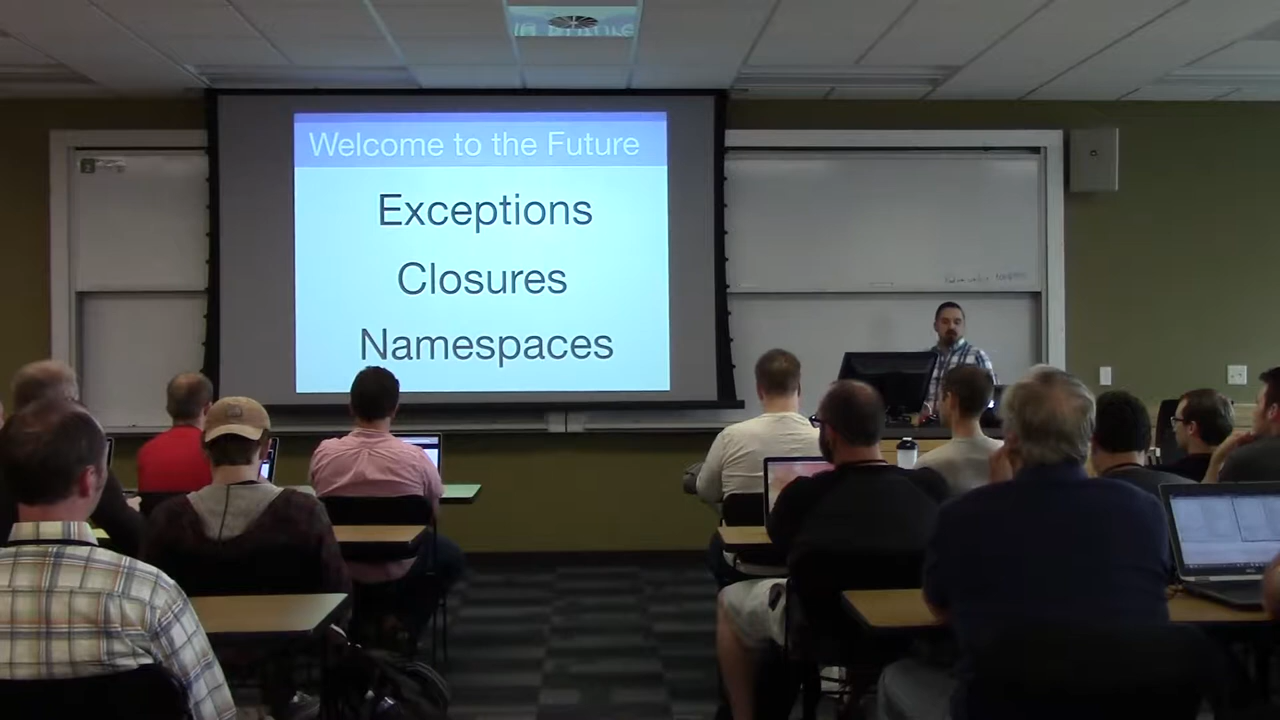 Welcome to the Future
Exceptions
Closures
Namespaces